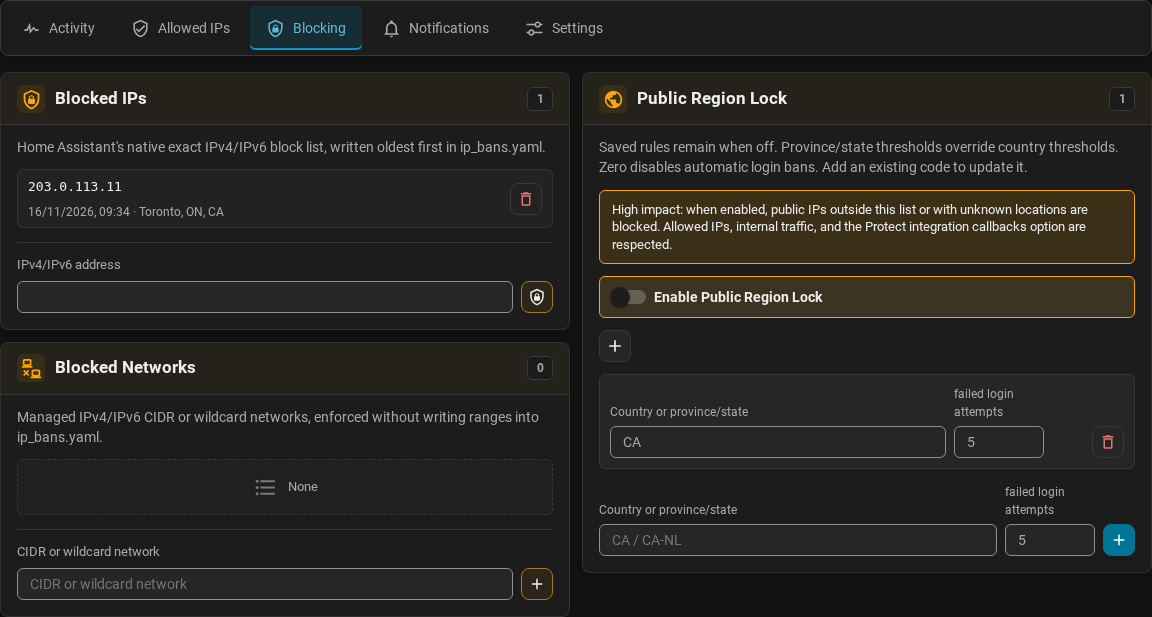 Activity
Allowed IPs
Blocking
Notifications
Settings
Blocked IPs
1
Home Assistant's native exact IPv4/IPv6 block list, written oldest first in ip_bans.yaml.
203.0.113.11
16/11/2026, 09:34 · Toronto, ON, CA
IPv4/IPv6 address
Blocked Networks
0
Managed IPv4/IPv6 CIDR or wildcard networks, enforced without writing ranges into
ip_bans.yaml.
None
CIDR or wildcard network
CIDR or wildcard network
Public Region Lock
1
Saved rules remain when off. Province/state thresholds override country thresholds.
Zero disables automatic login bans. Add an existing code to update it.
High impact: when enabled, public IPs outside this list or with unknown locations are
blocked. Allowed IPs, internal traffic, and the Protect integration callbacks option are
respected.
Enable Public Region Lock
Country or province/state
failed login
attempts
CA
5
Country or province/state
failed login
attempts
CA / CA-NL
5